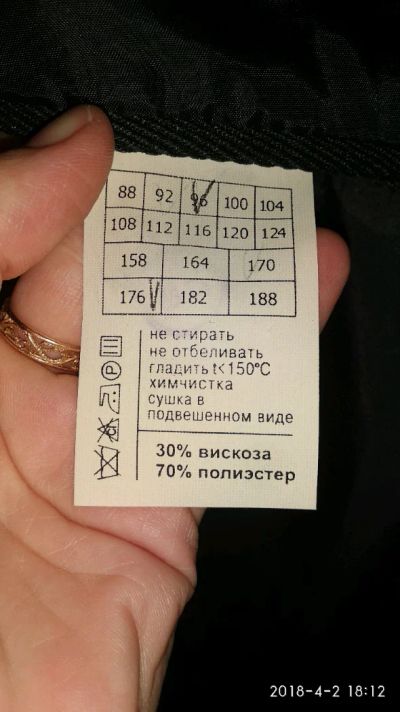 88 92 96 100 104
108 112 116 120 124
158 164 170
176 182 188
не стирать
не отбеливать
гладить t<150°C
химчистка
сушка в
подвешенном виде
30% вискоза
70% полиэстер
2018-4-2 18:12